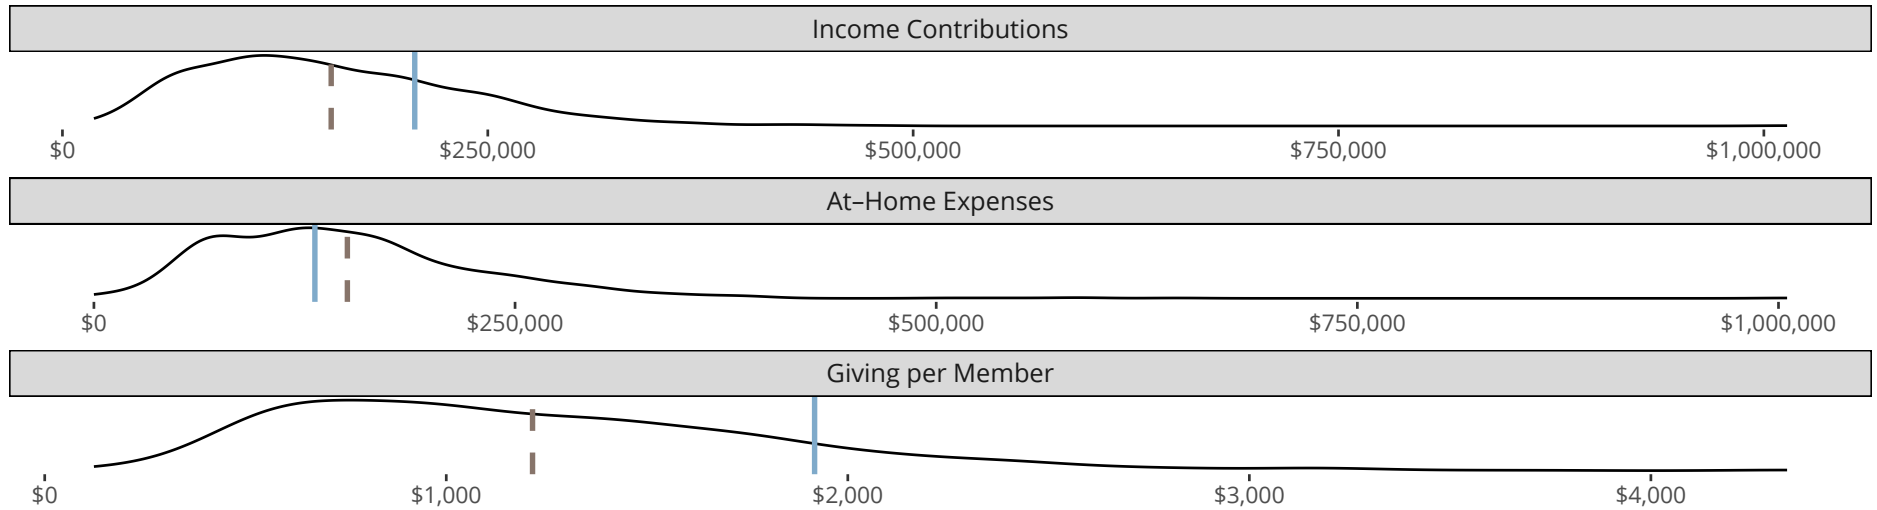 Income Contributions
$0 $250,000 $500,000 $750,000 $1,000,000
At–Home Expenses
$0 $250,000 $500,000 $750,000 $1,000,000
Giving per Member
$0 $1,000 $2,000 $3,000 $4,000